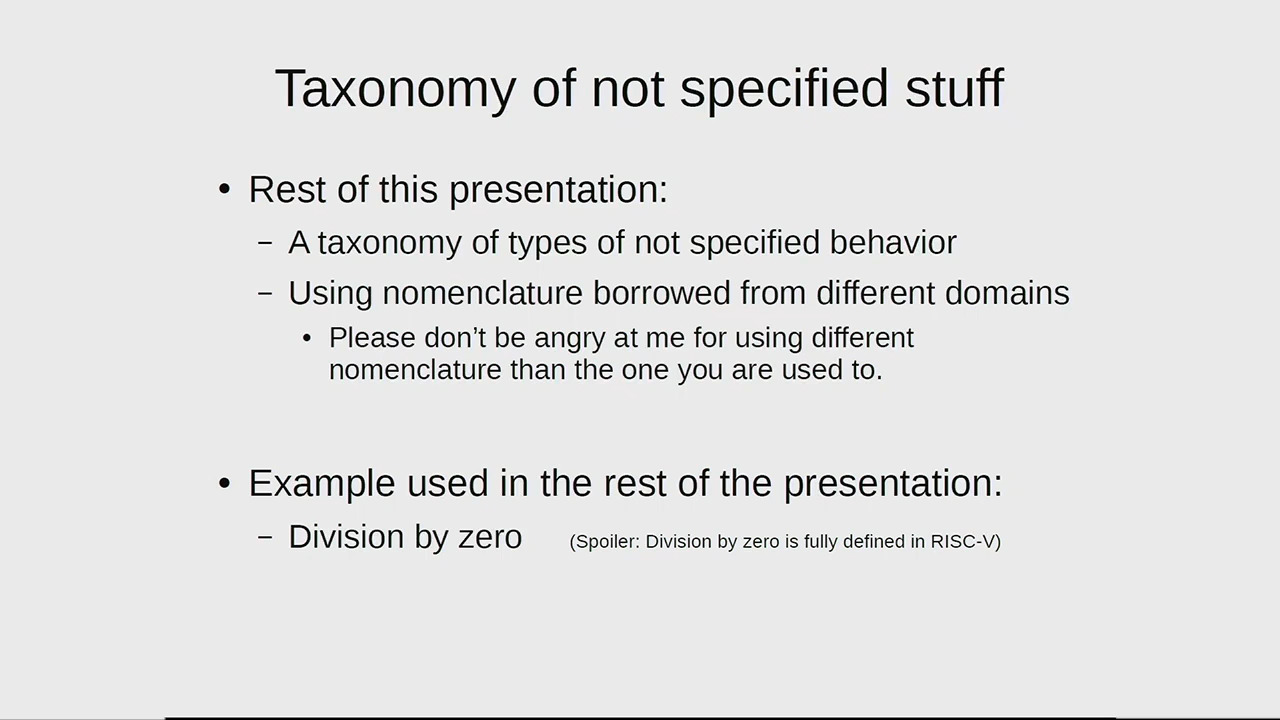 Taxonomy of not specified stuff
• Rest of this presentation:
– A taxonomy of types of not specified behavior
– Using nomenclature borrowed from different domains
• Please don’t be angry at me for using different
nomenclature than the one you are used to.
• Example used in the rest of the presentation:
– Division by zero (Spoiler: Division by zero is fully defined in RISC-V)